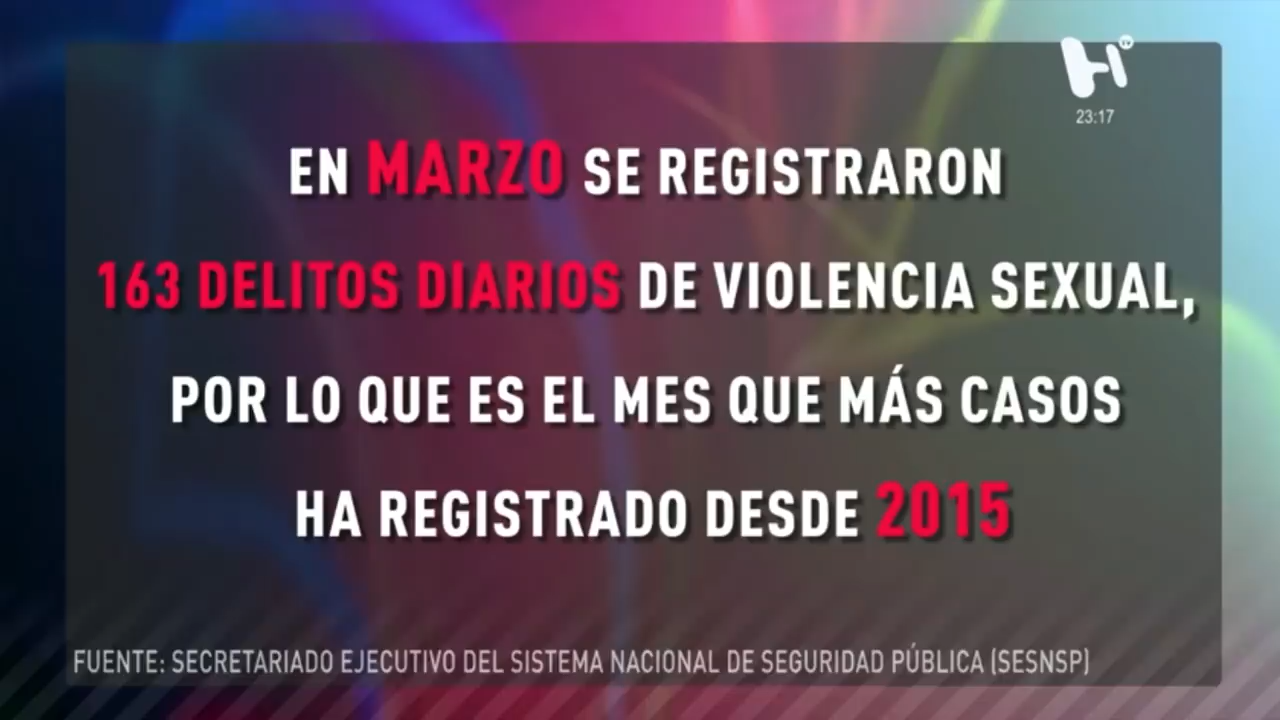 H TV
23:17
EN MARZO SE REGISTRARON
163 DELITOS DIARIOS DE VIOLENCIA SEXUAL,
POR LO QUE ES EL MES QUE MÁS CASOS
HA REGISTRADO DESDE 2015
FUENTE: SECRETARIADO EJECUTIVO DEL SISTEMA NACIONAL DE SEGURIDAD PÚBLICA (SESNSP)